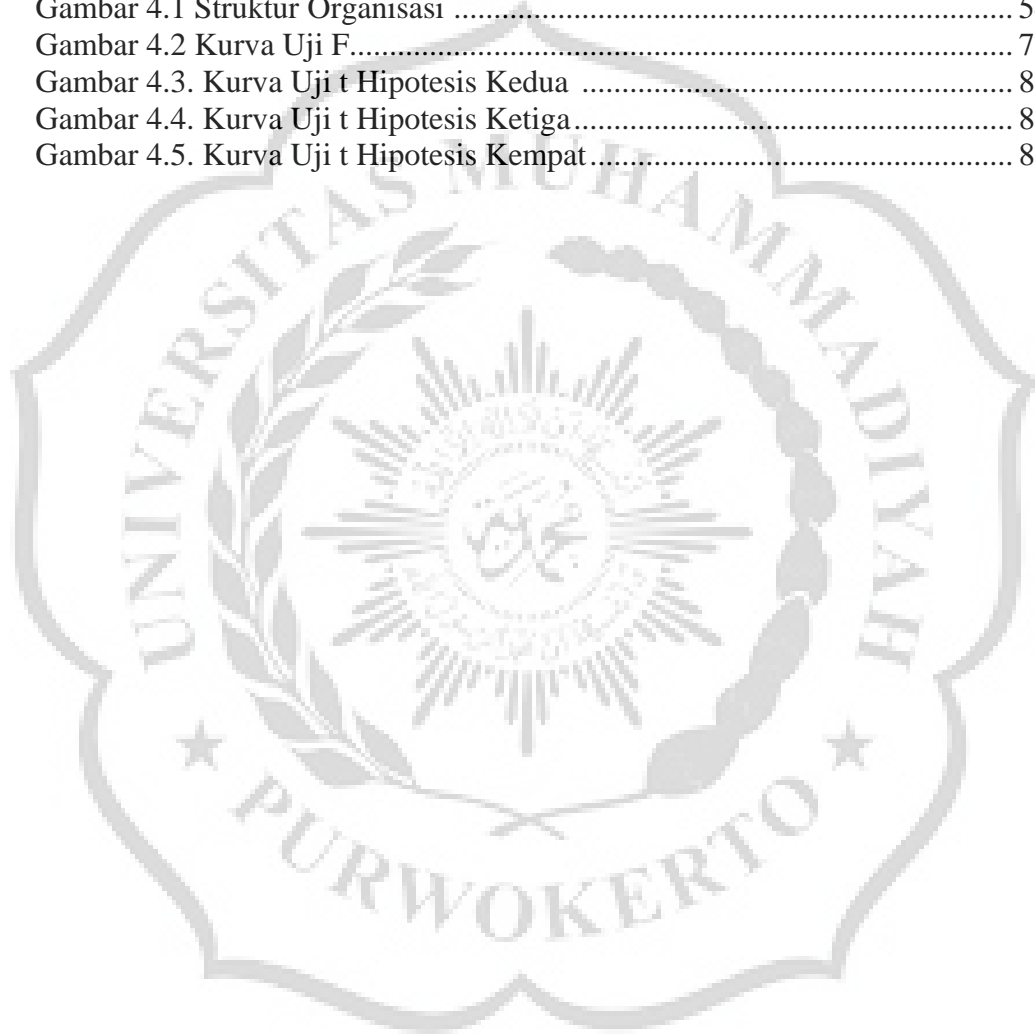 Gambar 4.1 Struktur Organisasi ........................................................................ 5
Gambar 4.2 Kurva Uji F..................................................................................... 7
Gambar 4.3. Kurva Uji t Hipotesis Kedua ....................................................... 8
Gambar 4.4. Kurva Uji t Hipotesis Ketiga ....................................................... 8
Gambar 4.5. Kurva Uji t Hipotesis Kempat ..................................................... 8
UNIVERSITAS MUHAMMADIYAH
PURWOKERTO